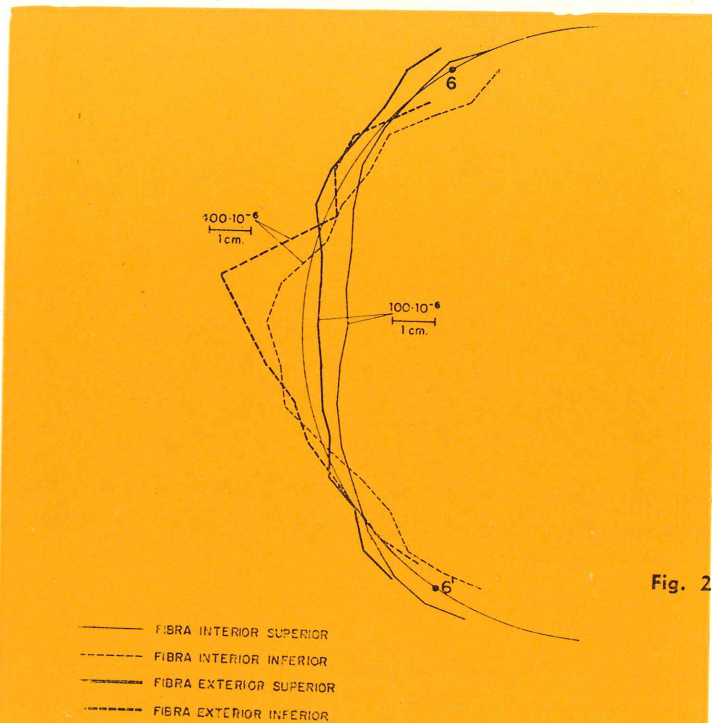 6
400·10⁻⁶
1 cm.
100·10⁻⁶
1 cm.
6'
Fig. 2
FIBRA INTERIOR SUPERIOR
FIBRA INTERIOR INFERIOR
FIBRA EXTERIOR SUPERIOR
FIBRA EXTERIOR INFERIOR